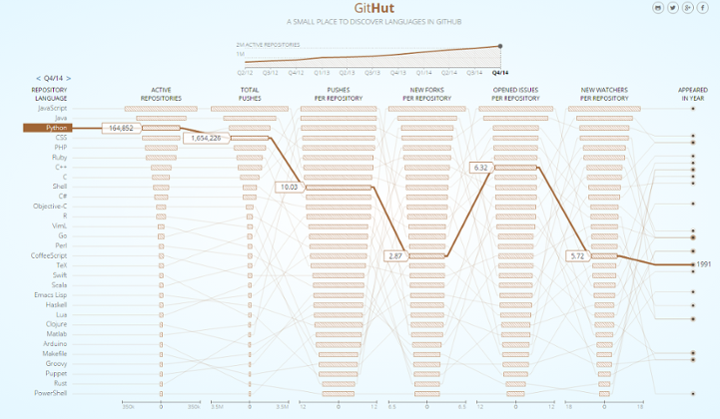 GitHut
A SMALL PLACE TO DISCOVER LANGUAGES IN GITHUB
2M ACTIVE REPOSITORIES
1M
Q2/12 Q3/12 Q4/12 Q1/13 Q2/13 Q3/13 Q4/13 Q1/14 Q2/14 Q3/14 Q4/14
< Q4/14 >
REPOSITORY LANGUAGE
ACTIVE REPOSITORIES
TOTAL PUSHES
PUSHES PER REPOSITORY
NEW FORKS PER REPOSITORY
OPENED ISSUES PER REPOSITORY
NEW WATCHERS PER REPOSITORY
APPEARED IN YEAR
JavaScript
Java
Python 164,852
CSS 1,654,226
PHP
Ruby
C++ 6.32
C
Shell 10.03
C#
Objective-C
R
VimL
Go
Perl
CoffeeScript 2.87 5.72
TeX 1991
Swift
Scala
Emacs Lisp
Haskell
Lua
Clojure
Matlab
Arduino
Makefile
Groovy
Puppet
Rust
PowerShell
350k 0 350k 3.5M 0 3.5M 12 0 12 6.5 0 6.5 12 0 12 18 0 18